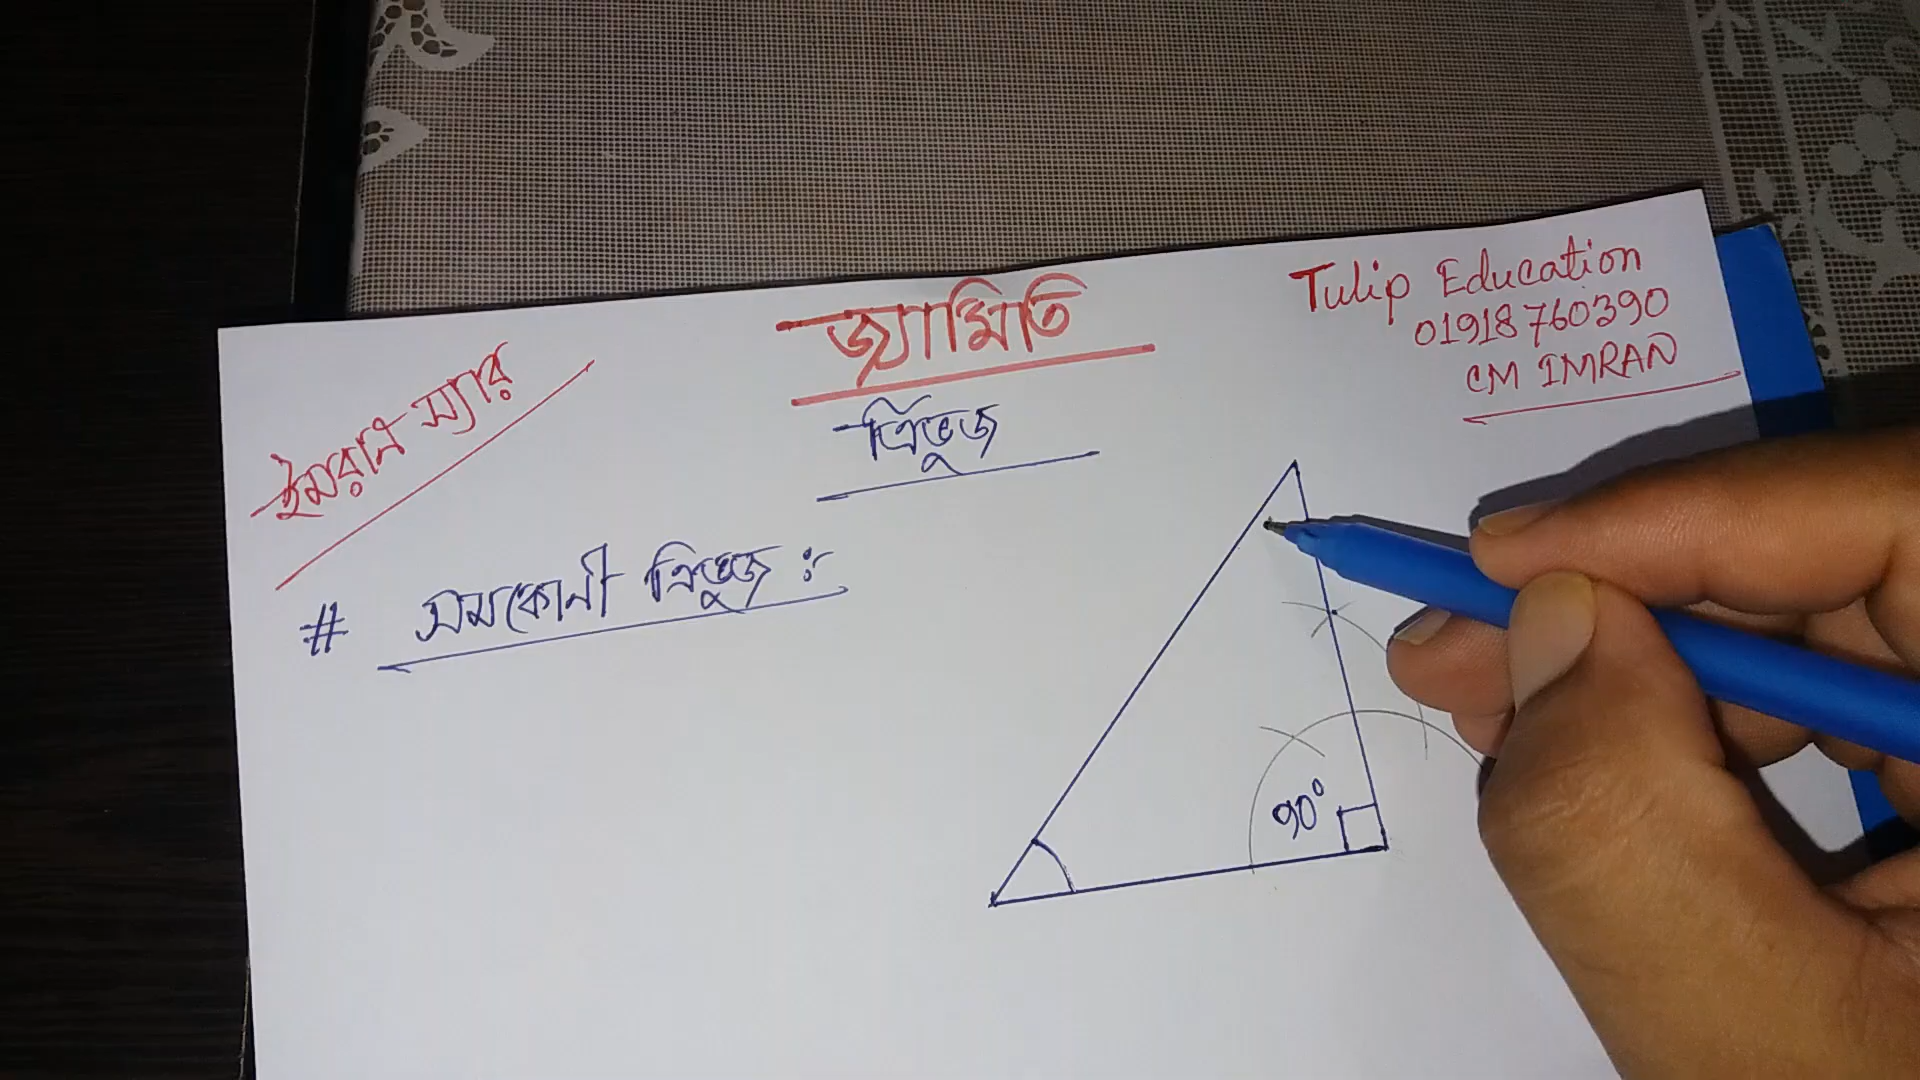 জ্যামিতি
Tulip Education
01918760390
CM IMRAN
ইমরান স্যার
ত্রিভুজ
# সমকোনী ত্রিভুজ :
90°